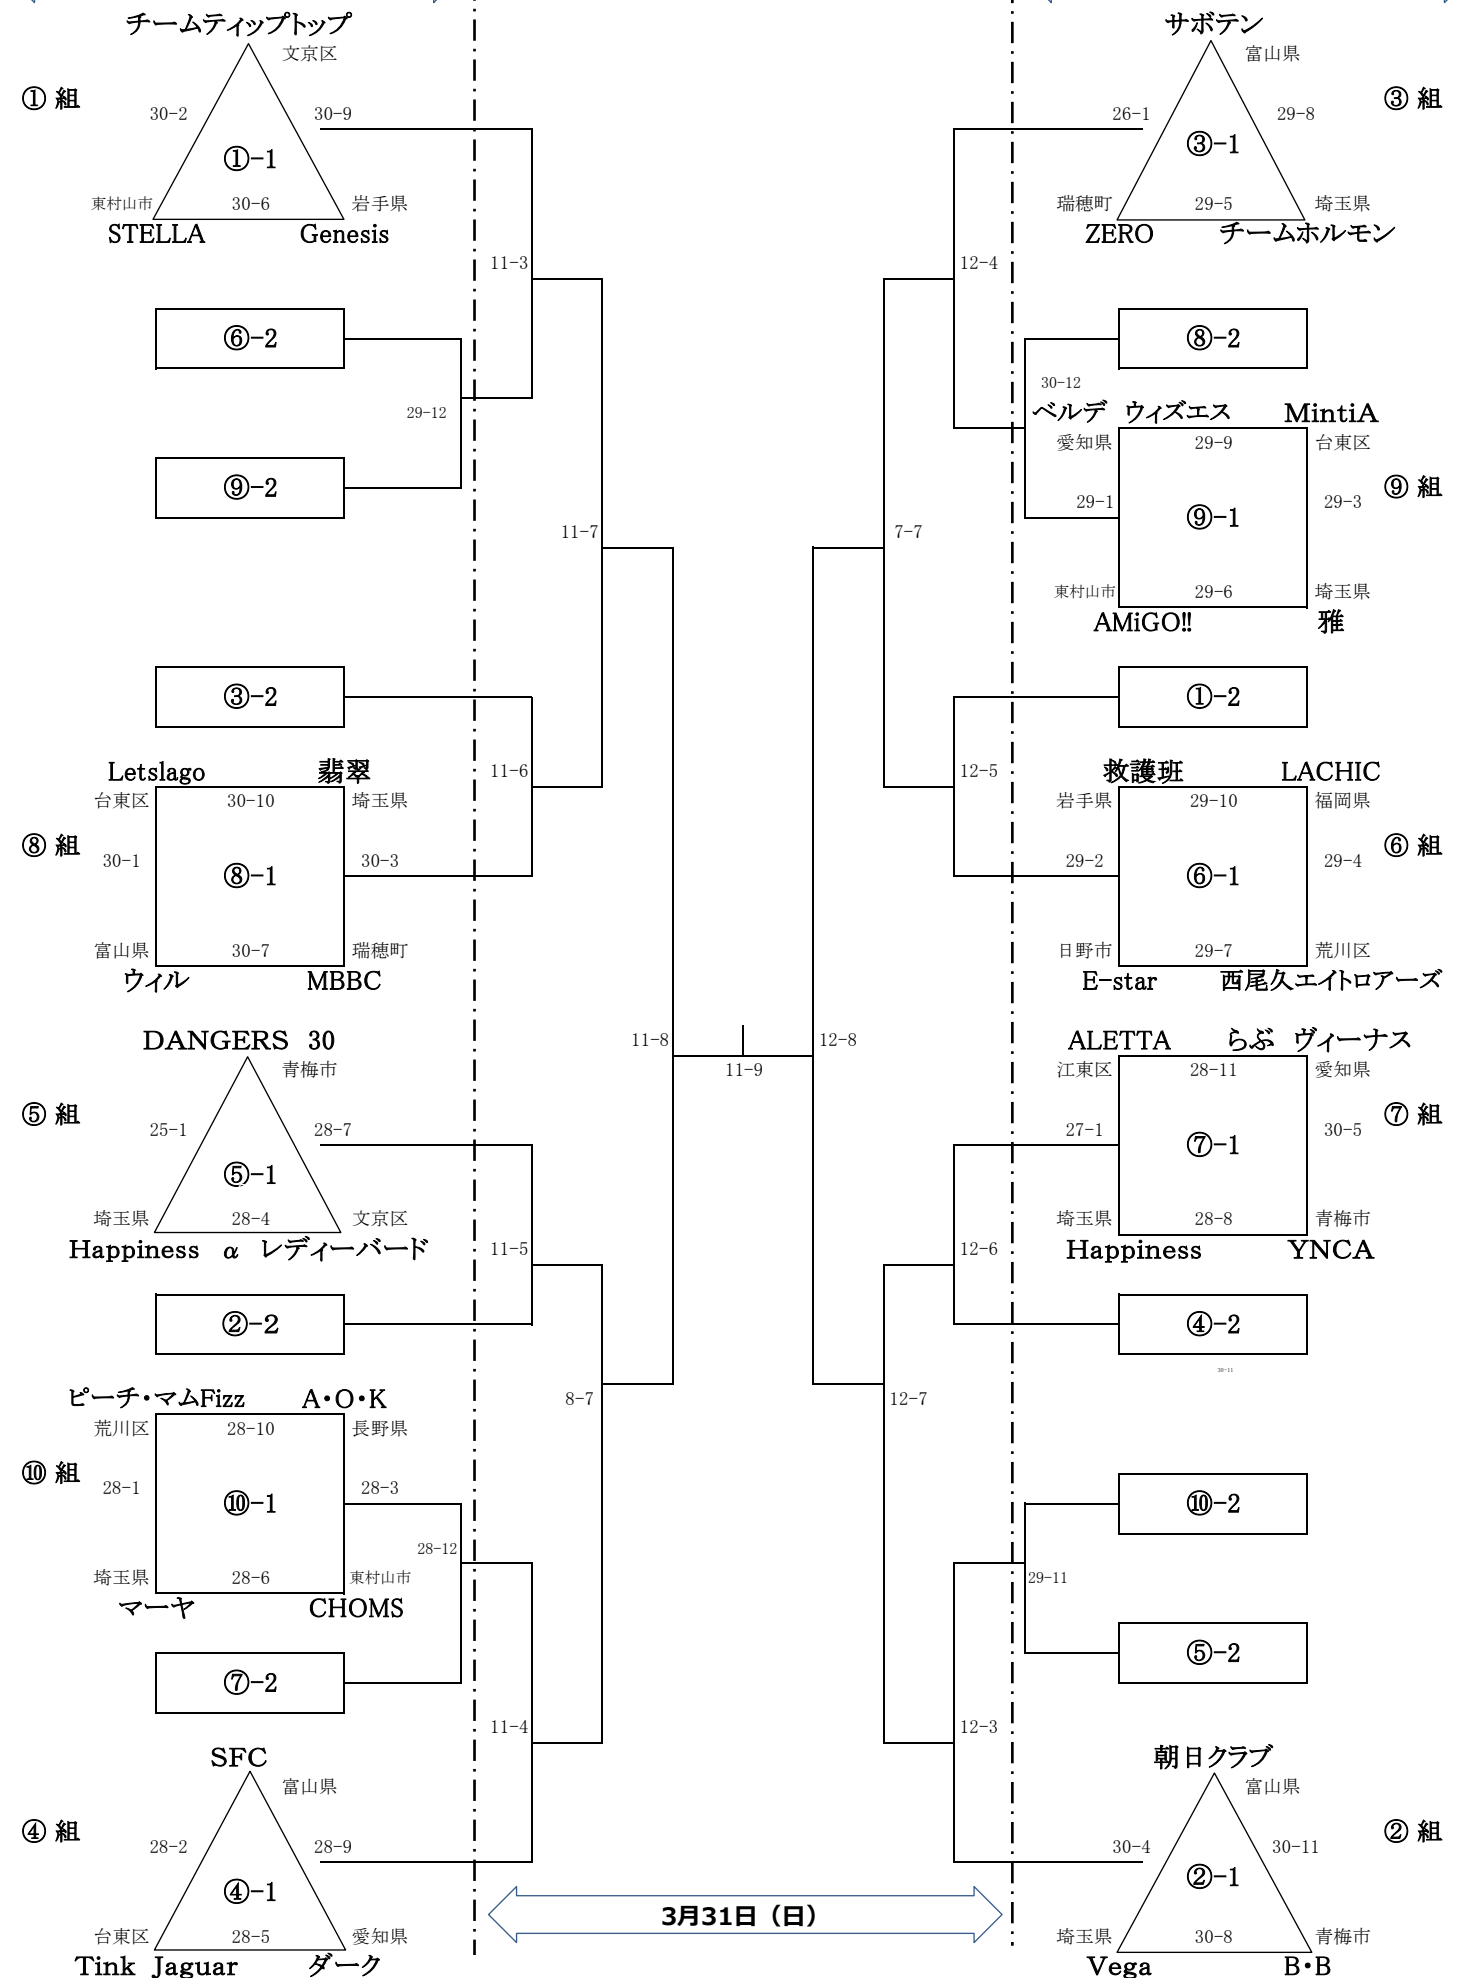 チームティップトップ
文京区
① 組
30-2
30-9
①-1
東村山市
30-6
岩手県
STELLA
Genesis
11-3
⑥-2
29-12
⑨-2
11-7
③-2
Letslago
翡翠
11-6
台東区
30-10
埼玉県
⑧ 組
30-1
⑧-1
30-3
富山県
30-7
瑞穂町
ウィル
MBBC
DANGERS 30
青梅市
11-8
⑤ 組
25-1
28-7
⑤-1
埼玉県
28-4
文京区
Happiness α
レディーバード
11-5
②-2
ピーチ・マムFizz
A・O・K
8-7
荒川区
28-10
長野県
⑩ 組
28-1
⑩-1
28-3
28-12
埼玉県
28-6
東村山市
マーヤ
CHOMS
⑦-2
11-4
SFC
富山県
④ 組
28-2
28-9
④-1
台東区
28-5
愛知県
Tink Jaguar
ダーク
11-9
3月31日（日）
サボテン
富山県
③ 組
26-1
29-8
③-1
瑞穂町
29-5
埼玉県
ZERO
チームホルモン
12-4
⑧-2
30-12
ベルデ ウィズエス
MintiA
愛知県
29-9
台東区
⑨ 組
29-1
⑨-1
29-3
7-7
東村山市
29-6
埼玉県
AMiGO!!
雅
①-2
12-5
救護班
LACHIC
岩手県
29-10
福岡県
⑥ 組
29-2
⑥-1
29-4
日野市
29-7
荒川区
E-star
西尾久エイトロアーズ
12-8
ALETTA
らぶ ヴィーナス
江東区
28-11
愛知県
⑦ 組
27-1
⑦-1
30-5
埼玉県
28-8
青梅市
Happiness
YNCA
12-6
④-2
30-11
12-7
⑩-2
29-11
⑤-2
12-3
朝日クラブ
富山県
② 組
30-4
30-11
②-1
埼玉県
30-8
青梅市
Vega
B・B